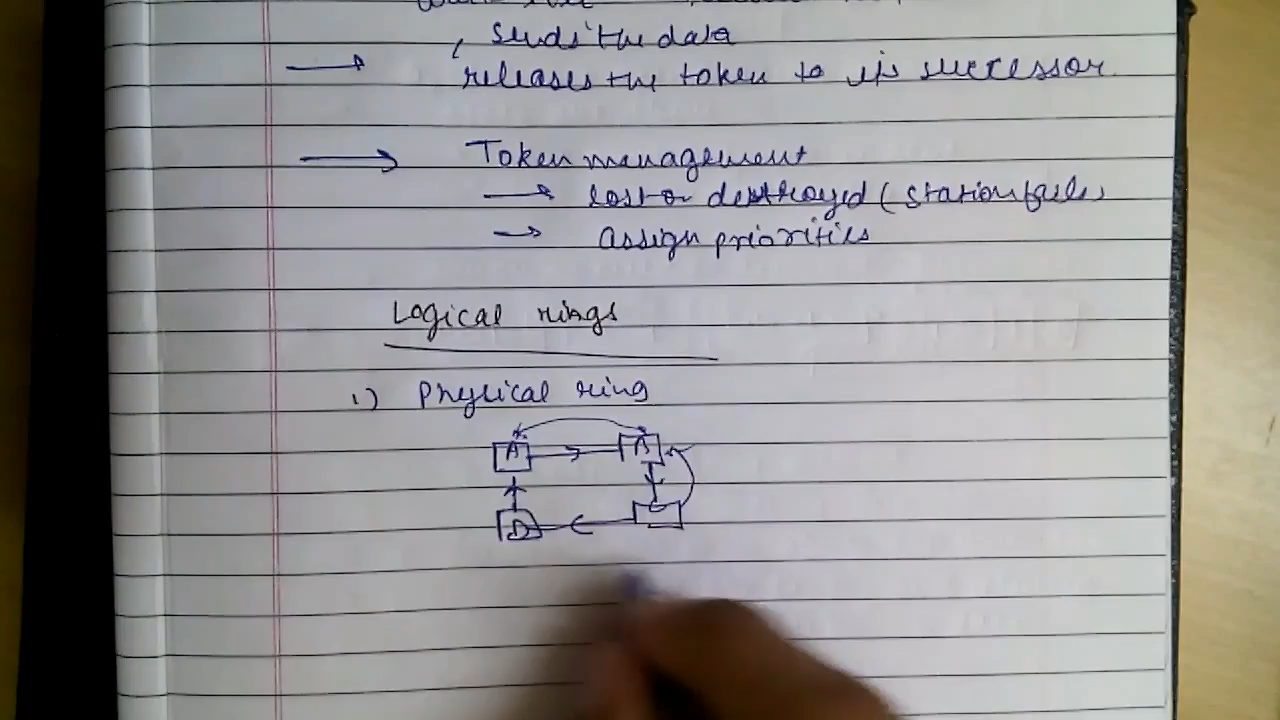 sends the data
releases the token to its successor
Token management
lost or destroyed (station fails)
assign priorities
Logical rings
1) Physical ring
A
D